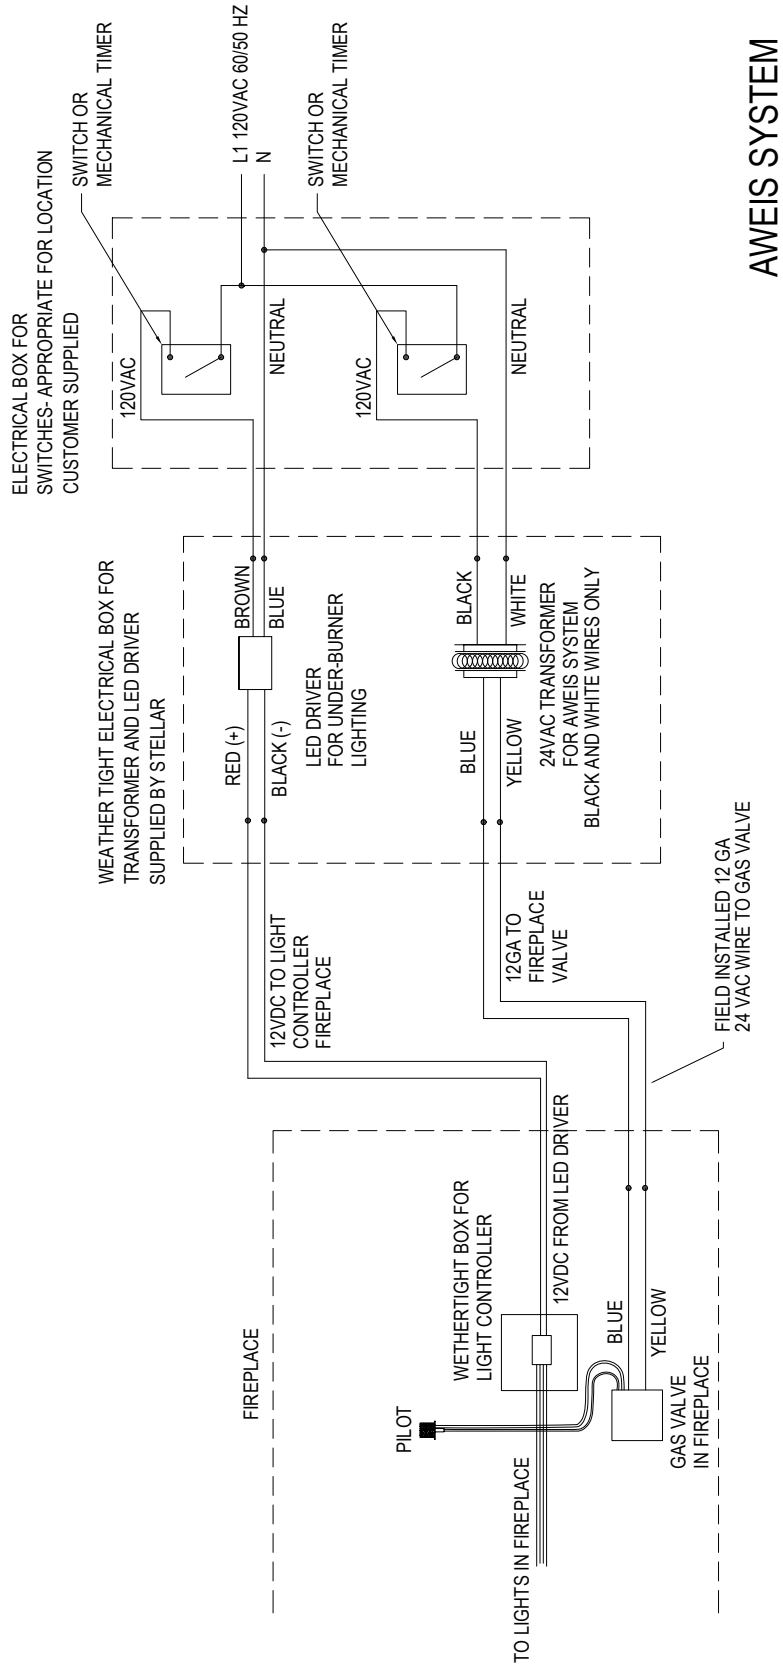 ELECTRICAL BOX FOR
SWITCHES- APPROPRIATE FOR LOCATION
CUSTOMER SUPPLIED
SWITCH OR
MECHANICAL TIMER
L1 120VAC 60/50 HZ
N
SWITCH OR
MECHANICAL TIMER
120VAC
NEUTRAL
120VAC
NEUTRAL
WEATHER TIGHT ELECTRICAL BOX FOR
TRANSFORMER AND LED DRIVER
SUPPLIED BY STELLAR
RED (+)
BLACK (-)
BROWN
BLUE
LED DRIVER
FOR UNDER-BURNER
LIGHTING
BLUE
YELLOW
BLACK
WHITE
24VAC TRANSFORMER
FOR AWEIS SYSTEM
BLACK AND WHITE WIRES ONLY
12VDC TO LIGHT
CONTROLLER
FIREPLACE
12GA TO
FIREPLACE
VALVE
FIELD INSTALLED 12 GA
24 VAC WIRE TO GAS VALVE
FIREPLACE
PILOT
WETHERTIGHT BOX FOR
LIGHT CONTROLLER
12VDC FROM LED DRIVER
TO LIGHTS IN FIREPLACE
BLUE
YELLOW
GAS VALVE
IN FIREPLACE
AWEIS SYSTEM